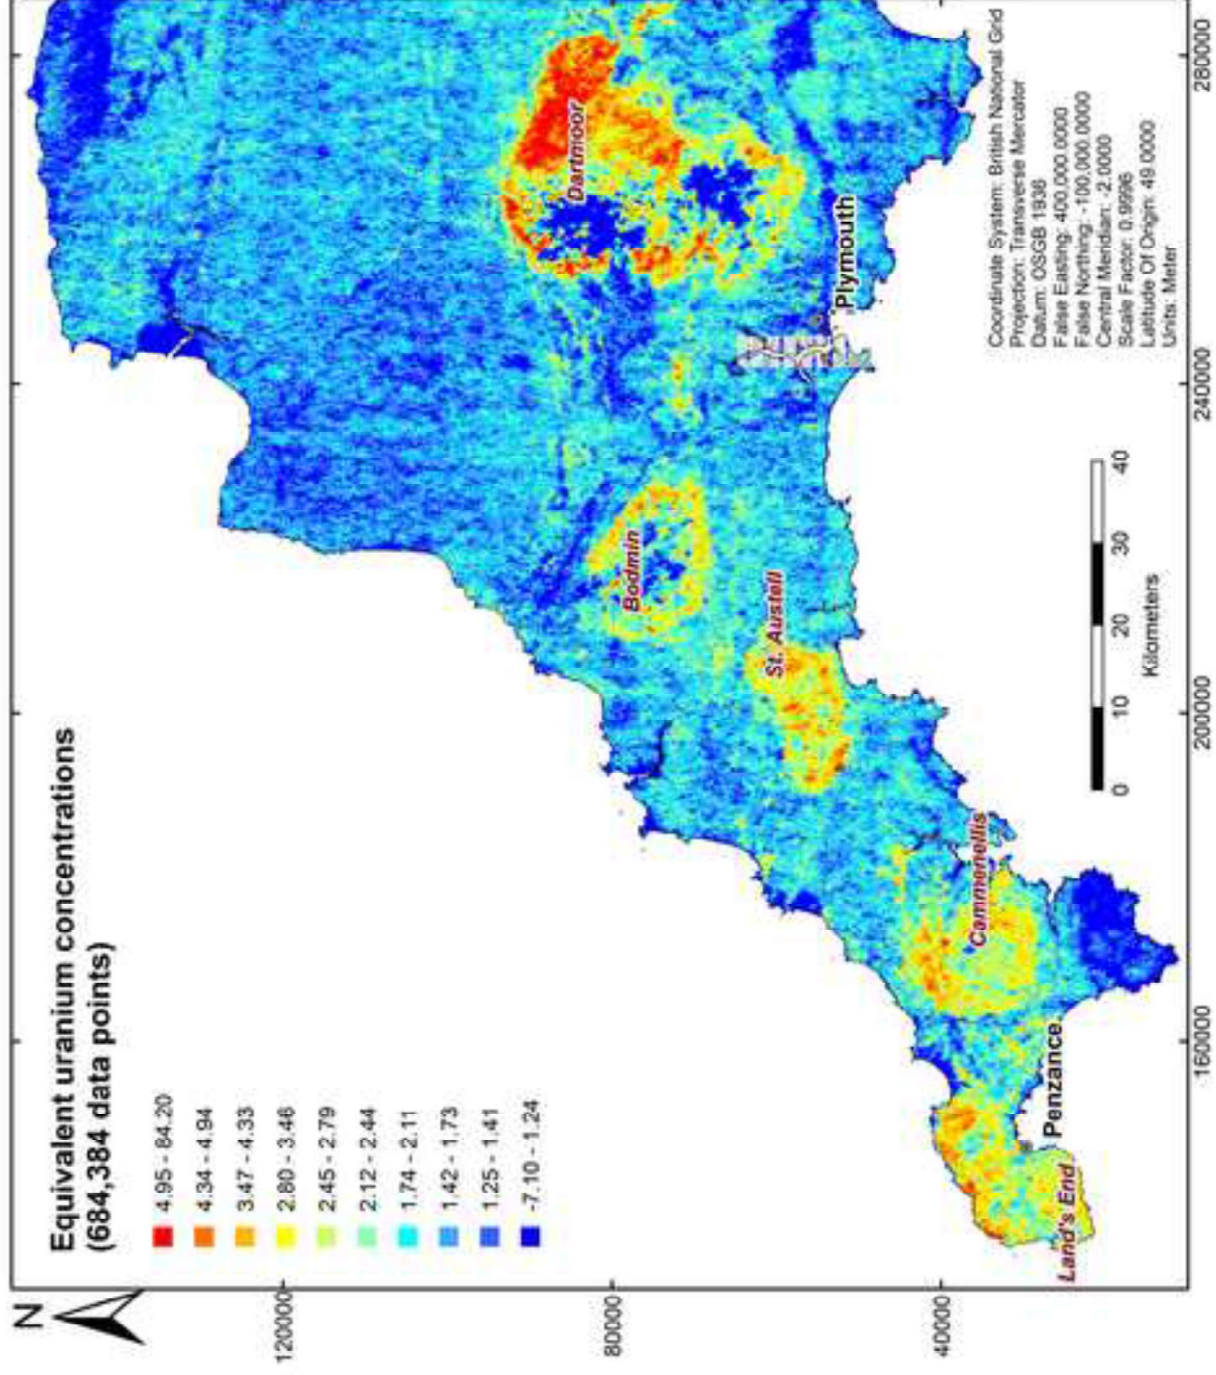 Equivalent uranium concentrations
(684,384 data points)
N
4.95 - 84.20
4.34 - 4.94
3.47 - 4.33
2.80 - 3.46
2.45 - 2.79
2.12 - 2.44
1.74 - 2.11
1.42 - 1.73
1.25 - 1.41
-7.10 - 1.24
120000
80000
40000
Dartmoor
Bodmin
St. Austell
Plymouth
Carnmenellis
Penzance
Land's End
0 10 20 30 40
Kilometers
Coordinate System: British National Grid
Projection: Transverse Mercator
Datum: OSGB 1936
False Easting: 400,000.0000
False Northing: -100,000.0000
Central Meridian: -2.0000
Scale Factor: 0.9996
Latitude Of Origin: 49.0000
Units: Meter
160000 200000 240000 280000